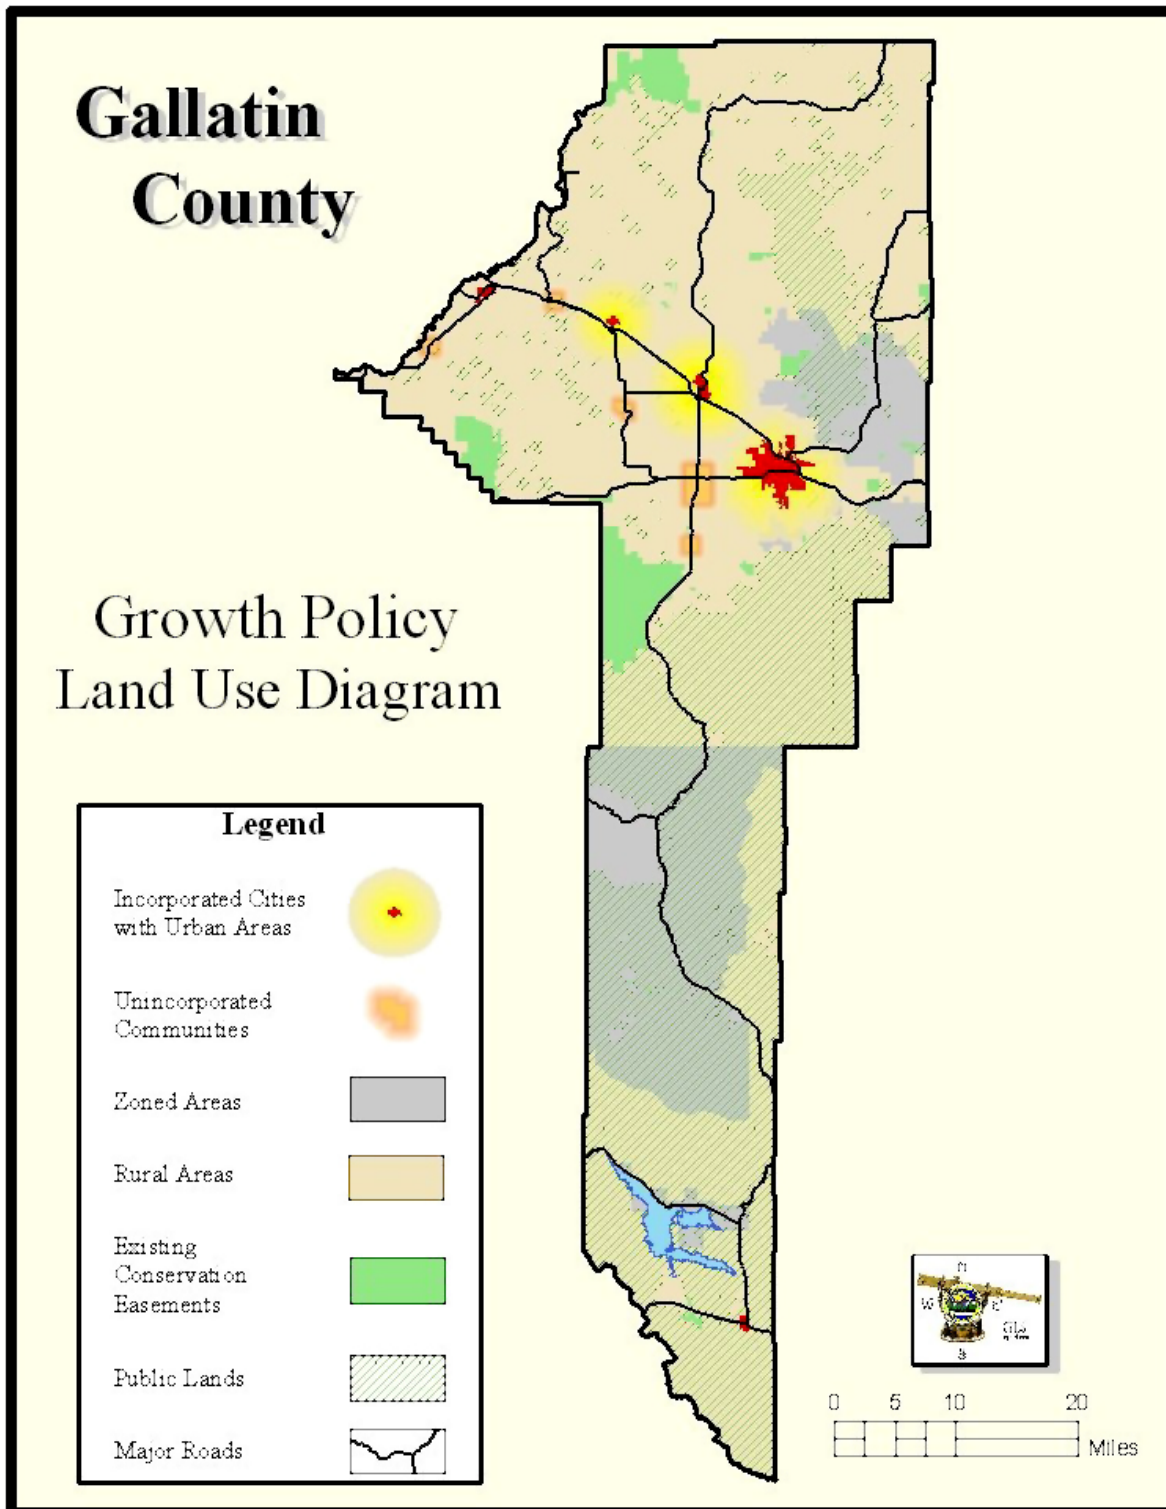 Gallatin
County
Growth Policy
Land Use Diagram
Legend
Incorporated Cities
with Urban Areas
Unincorporated
Communities
Zoned Areas
Rural Areas
Existing
Conservation
Easements
Public Lands
Major Roads
N
W E
S
0 5 10 20
Miles